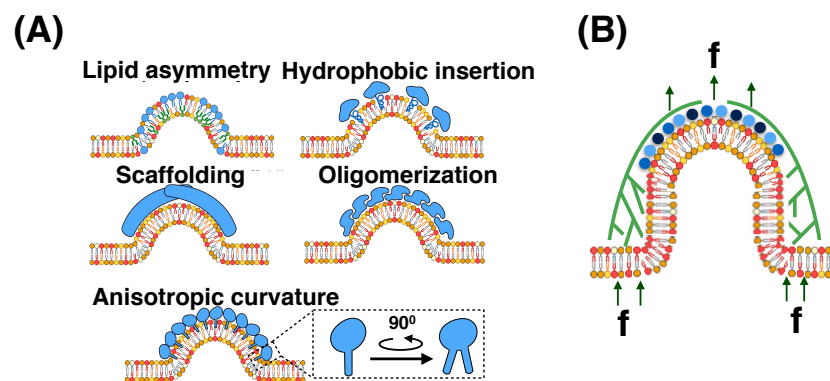 (A)
Lipid asymmetry
Hydrophobic insertion
Scaffolding
Oligomerization
Anisotropic curvature
90⁰
(B)
f
f
f